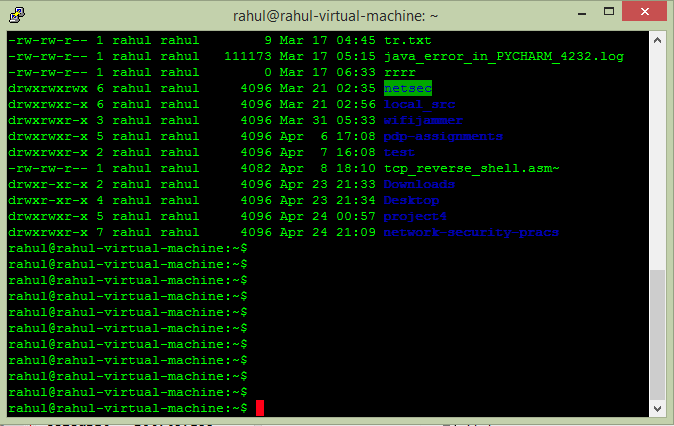 rahul@rahul-virtual-machine: ~
-rw-rw-r-- 1 rahul rahul 9 Mar 17 04:45 tr.txt
-rw-rw-r-- 1 rahul rahul 111173 Mar 17 05:15 java_error_in_PYCHARM_4232.log
-rw-rw-r-- 1 rahul rahul 0 Mar 17 06:33 rrrr
drwxrwxrwx 6 rahul rahul 4096 Mar 21 02:35 netsec
drwxrwxr-x 6 rahul rahul 4096 Mar 21 02:56 local_src
drwxrwxr-x 3 rahul rahul 4096 Mar 31 05:33 wifijammer
drwxrwxr-x 5 rahul rahul 4096 Apr 6 17:08 pdp-assignments
drwxrwxr-x 2 rahul rahul 4096 Apr 7 16:08 test
-rw-rw-r-- 1 rahul rahul 4082 Apr 8 18:10 tcp_reverse_shell.asm~
drwxr-xr-x 2 rahul rahul 4096 Apr 23 21:33 Downloads
drwxr-xr-x 4 rahul rahul 4096 Apr 23 21:34 Desktop
drwxrwxr-x 5 rahul rahul 4096 Apr 24 00:57 project4
drwxrwxr-x 7 rahul rahul 4096 Apr 24 21:09 network-security-pracs
rahul@rahul-virtual-machine:~$
rahul@rahul-virtual-machine:~$
rahul@rahul-virtual-machine:~$
rahul@rahul-virtual-machine:~$
rahul@rahul-virtual-machine:~$
rahul@rahul-virtual-machine:~$
rahul@rahul-virtual-machine:~$
rahul@rahul-virtual-machine:~$
rahul@rahul-virtual-machine:~$
rahul@rahul-virtual-machine:~$
rahul@rahul-virtual-machine:~$